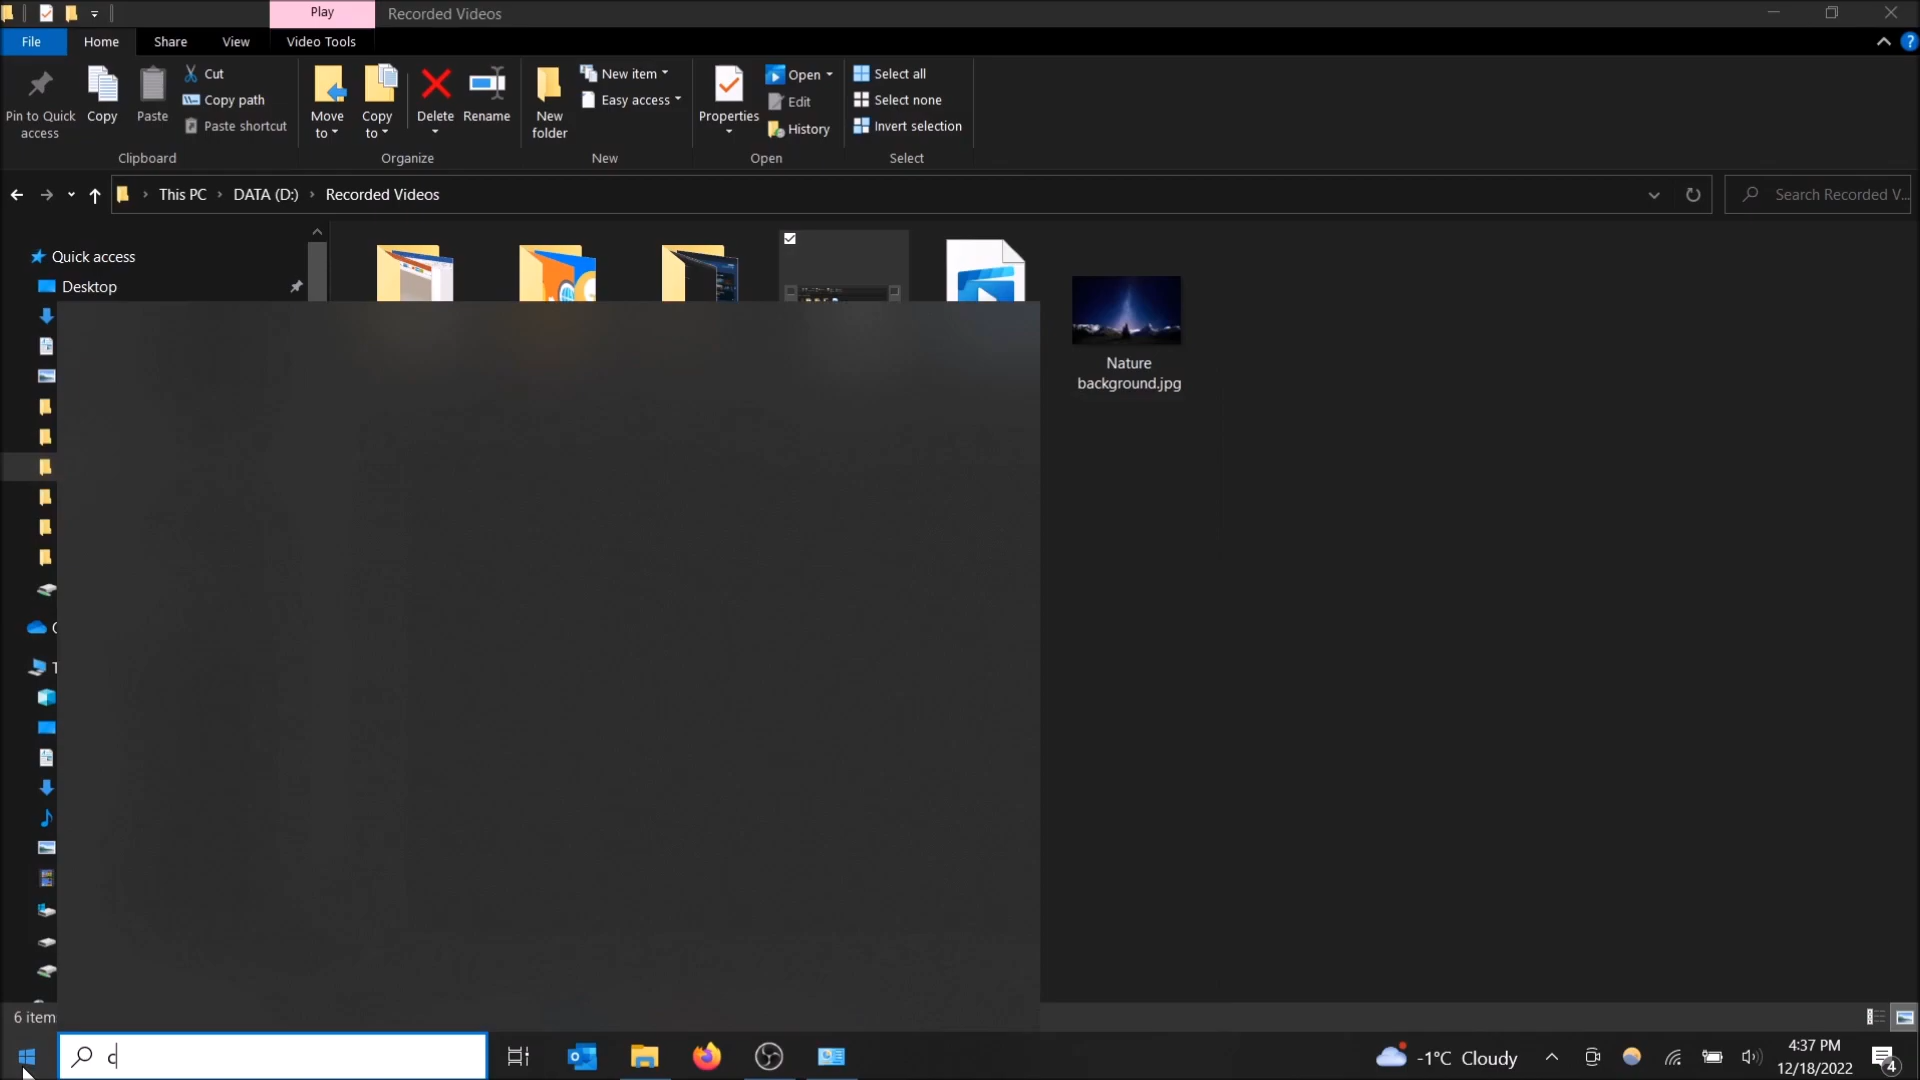 Play
Recorded Videos
File
Home
Share
View
Video Tools
Pin to Quick
access
Copy
Paste
Cut
Copy path
Paste shortcut
Clipboard
Move
to
Copy
to
Delete
Rename
Organize
New
folder
New item
Easy access
New
Properties
Open
Edit
History
Open
Select all
Select none
Invert selection
Select
This PC
DATA (D:)
Recorded Videos
Search Recorded V...
Quick access
Desktop
Nature
background.jpg
6 item
c
-1°C Cloudy
4:37 PM
12/18/2022
4